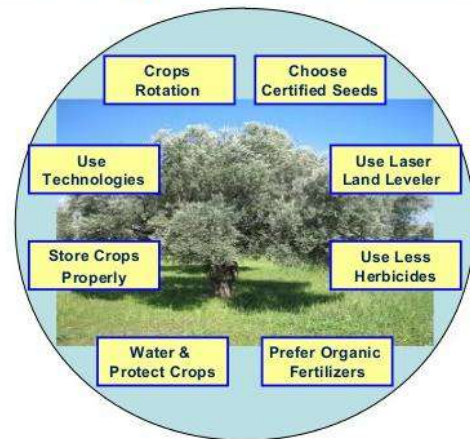 Crops
Rotation
Choose
Certified Seeds
Use
Technologies
Use Laser
Land Leveler
Store Crops
Properly
Use Less
Herbicides
Water &
Protect Crops
Prefer Organic
Fertilizers